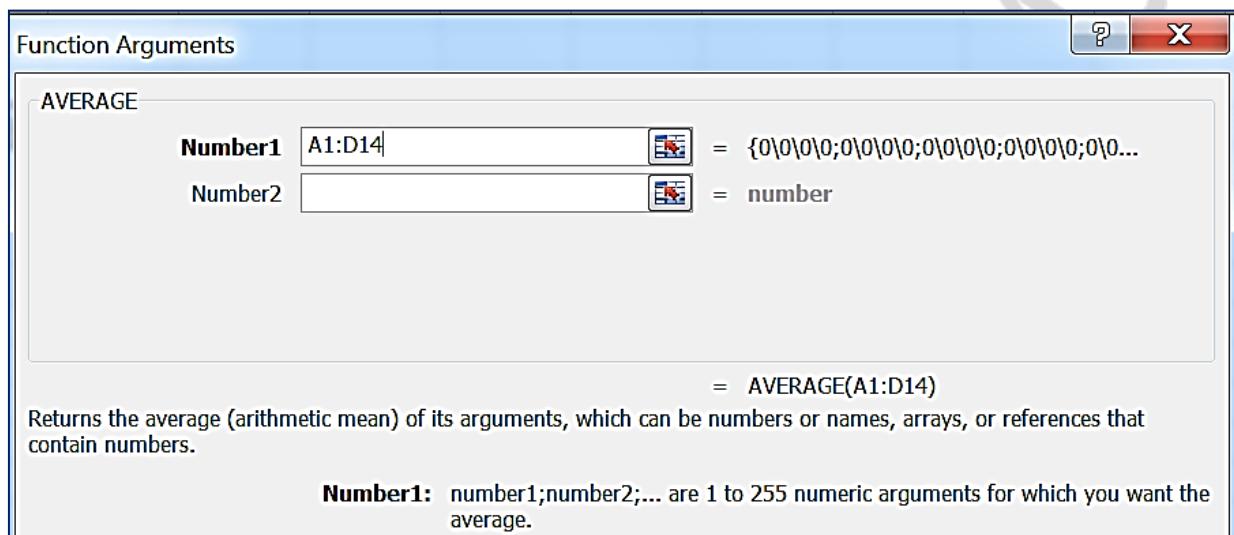 Function Arguments
? X
AVERAGE
Number1 A1:D14 = {0\0\0\0;0\0\0\0;0\0\0\0;0\0\0\0;0\0...
Number2 = number
= AVERAGE(A1:D14)
Returns the average (arithmetic mean) of its arguments, which can be numbers or names, arrays, or references that
contain numbers.
Number1: number1;number2;... are 1 to 255 numeric arguments for which you want the
average.